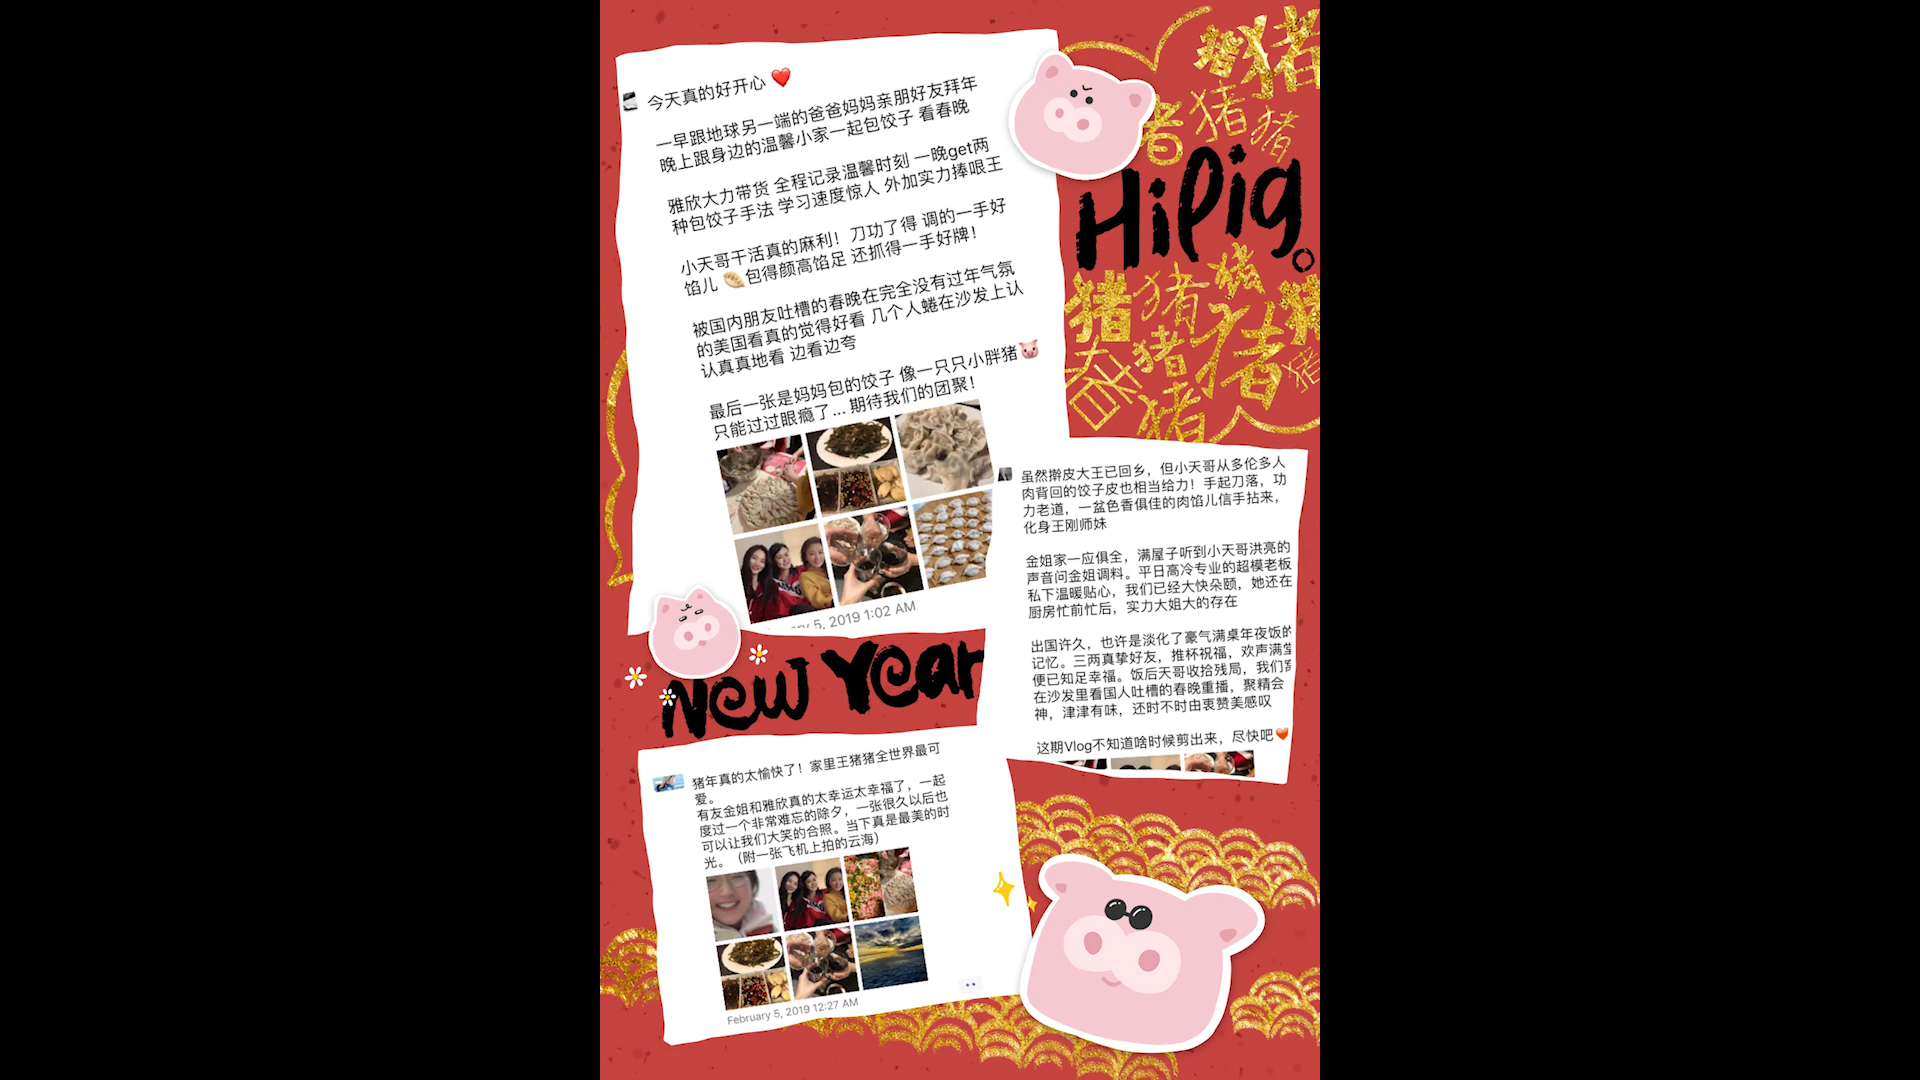 今天真的好开心 ❤️
一早跟地球另一端的爸爸妈妈亲朋好友拜年
晚上跟身边的温馨小家一起包饺子 看春晚
雅欣大力带货 全程记录温馨时刻 一晚get两
种包饺子手法 学习速度惊人 外加实力捧哏王
小天哥干活真的麻利！刀功了得 调的一手好
馅儿 🥟包得颜高馅足 还抓得一手好牌！
被国内朋友吐槽的春晚在完全没有过年气氛
的美国看真的觉得好看 几个人蜷在沙发上认
认真真地看 边看边夸
最后一张是妈妈包的饺子 像一只只小胖猪🐷
只能过过眼瘾了... 期待我们的团聚！
5, 2019 1:02 AM
猪 猪
猪 猪 猪
HiPig。
猪 猪 猪 猪
春 猪 猪 猪
猪
虽然擀皮大王已回乡，但小天哥从多伦多人
肉背回的饺子皮也相当给力！手起刀落，功
力老道，一盆色香俱佳的肉馅儿信手拈来，
化身王刚师妹
金姐家一应俱全，满屋子听到小天哥洪亮的
声音问金姐调料。平日高冷专业的超模老板
私下温暖贴心，我们已经大快朵颐，她还在
厨房忙前忙后，实力大姐大的存在
出国许久，也许是淡化了豪气满桌年夜饭的
记忆。三两真挚好友，推杯祝福，欢声满堂
便已知足幸福。饭后天哥收拾残局，我们窝
在沙发里看国人吐槽的春晚重播，聚精会
神，津津有味，还时不时由衷赞美感叹
这期Vlog不知道啥时候剪出来，尽快吧❤️
New Year
猪年真的太愉快了！家里王猪猪全世界最可
爱。
有友金姐和雅欣真的太幸运太幸福了，一起
度过一个非常难忘的除夕，一张很久以后也
可以让我们大笑的合照。当下真是最美的时
光。（附一张飞机上拍的云海）
February 5, 2019 12:27 AM